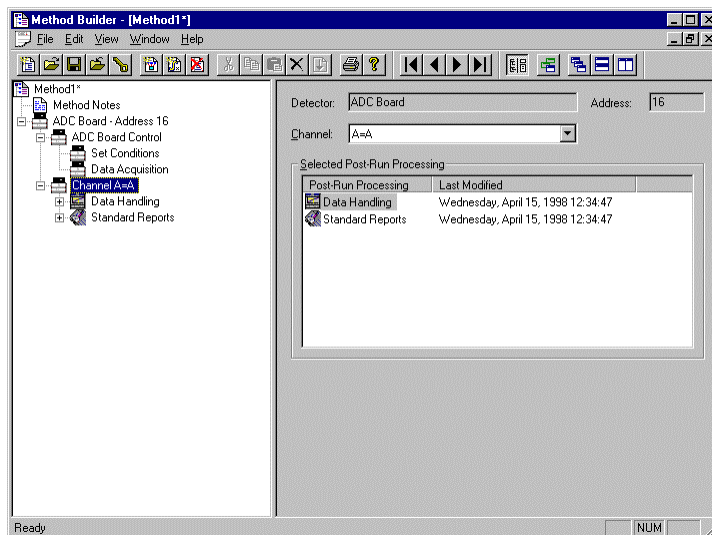 Method Builder - [Method1*]
File Edit View Window Help
Method1*
Method Notes
ADC Board - Address 16
ADC Board Control
Set Conditions
Data Acquisition
Channel A=A
Data Handling
Standard Reports
Detector: ADC Board Address: 16
Channel: A=A
Selected Post-Run Processing
Post-Run Processing Last Modified
Data Handling Wednesday, April 15, 1998 12:34:47
Standard Reports Wednesday, April 15, 1998 12:34:47
Ready NUM